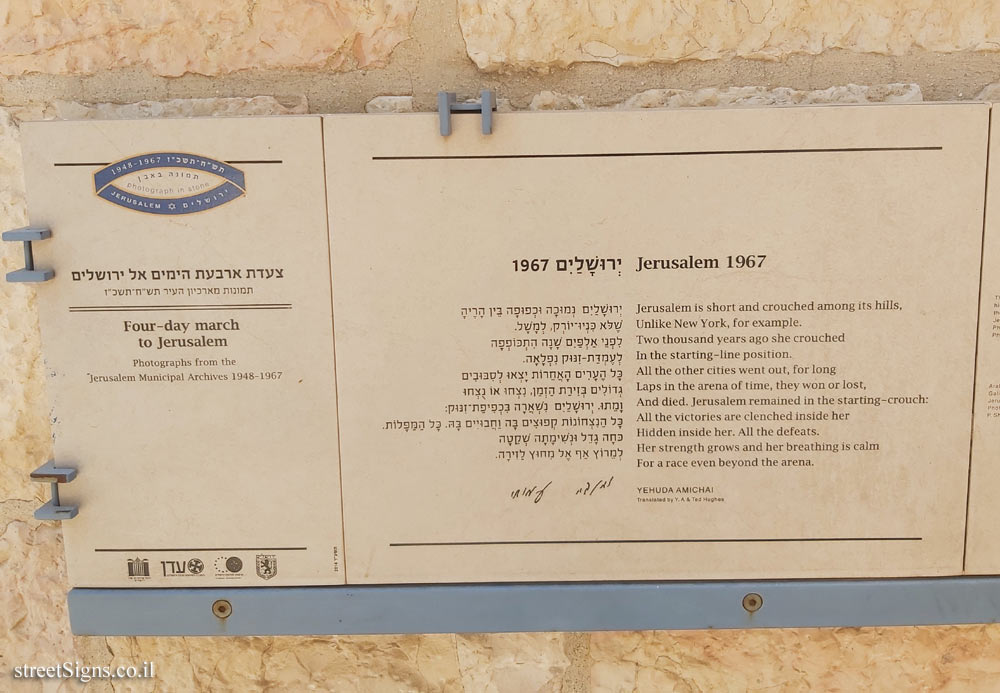 1948-1967 תש"ח-תשכ"ז
תמונה באבן
photograph in stone
JERUSALEM ירושלים
צעדת ארבעת הימים אל ירושלים
תמונות מארכיון העיר תש"ח-תשכ"ז
Four-day march
to Jerusalem
Photographs from the
Jerusalem Municipal Archives 1948-1967
עדן
2016
יְרוּשָׁלַיִם 1967
יְרוּשָׁלַיִם נְמוּכָה וּכְפוּפָה בֵּין הָרֶיהָ
שֶׁלֹּא כִּנְיוּ־יוֹרְק, לְמָשָׁל.
לִפְנֵי אַלְפַּיִם שָׁנָה הִתְכּוֹפְפָה
לְעֶמְדַּת־זִנּוּק נִפְלָאָה.
כָּל הֶעָרִים הָאֲחֵרוֹת יָצְאוּ לְסִבּוּבִים
גְּדוֹלִים בְּזִירַת הַזְּמַן, נִצְּחוּ אוֹ נֻצְּחוּ
וָמֵתוּ. יְרוּשָׁלַיִם נִשְׁאֲרָה בִּכְפִיפַת־זִנּוּק:
כָּל הַנִּצְחוֹנוֹת קְפוּצִים בָּהּ וַחֲבוּיִים בָּהּ. כָּל הַמַּפָּלוֹת.
כֹּחָהּ גָּדֵל וּנְשִׁימָתָהּ שְׁקֵטָה
לְמֵרוֹץ אַף אֶל מִחוּץ לַזִּירָה.
יהודה עמיחי
Jerusalem 1967
Jerusalem is short and crouched among its hills,
Unlike New York, for example.
Two thousand years ago she crouched
In the starting-line position.
All the other cities went out, for long
Laps in the arena of time, they won or lost,
And died. Jerusalem remained in the starting-crouch:
All the victories are clenched inside her
Hidden inside her. All the defeats.
Her strength grows and her breathing is calm
For a race even beyond the arena.
YEHUDA AMICHAI
Translated by Y. A & Ted Hughes
streetSigns.co.il